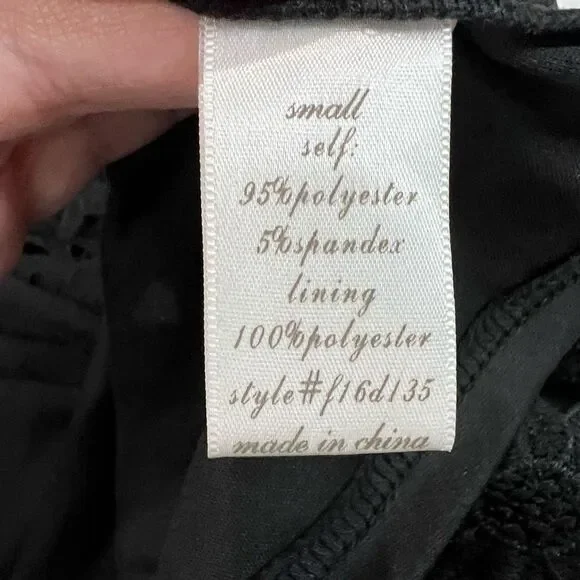 small
self:
95%polyester
5%spandex
lining
100%polyester
style#f16d135
made in china